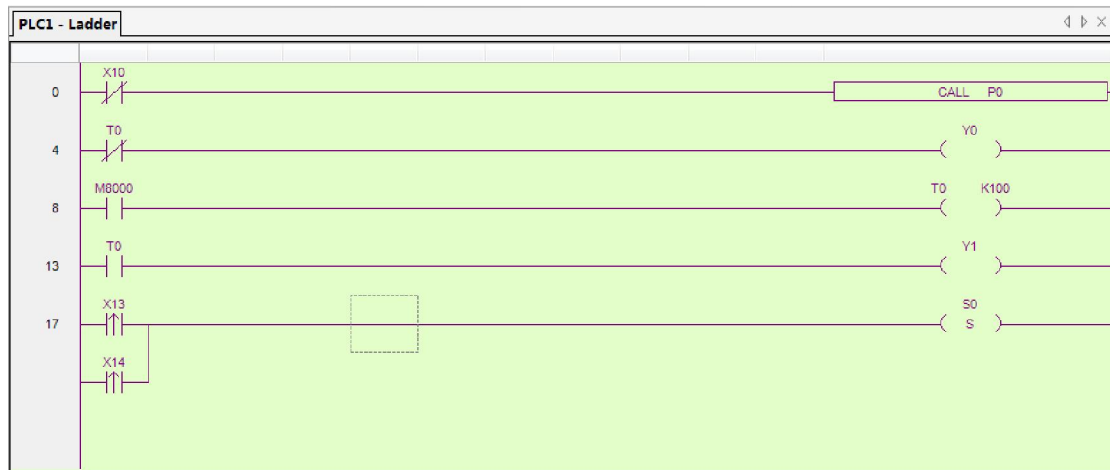 PLC1 - Ladder
X10
0 CALL P0
T0 Y0
4
M8000 T0 K100
8
T0 Y1
13
X13 S0
17 S
X14